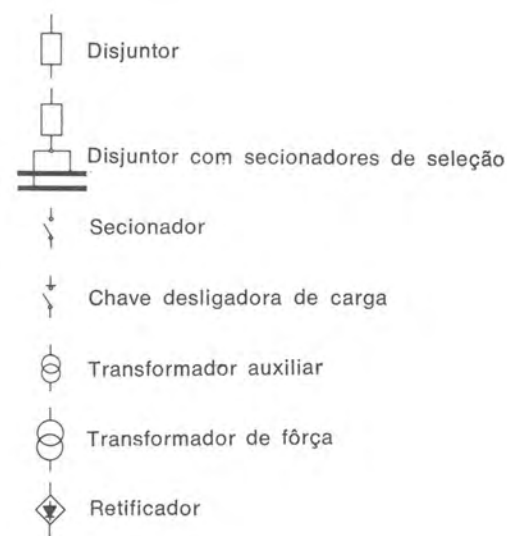 Disjuntor
Disjuntor com secionadores de seleção
Secionador
Chave desligadora de carga
Transformador auxiliar
Transformador de fôrça
Retificador